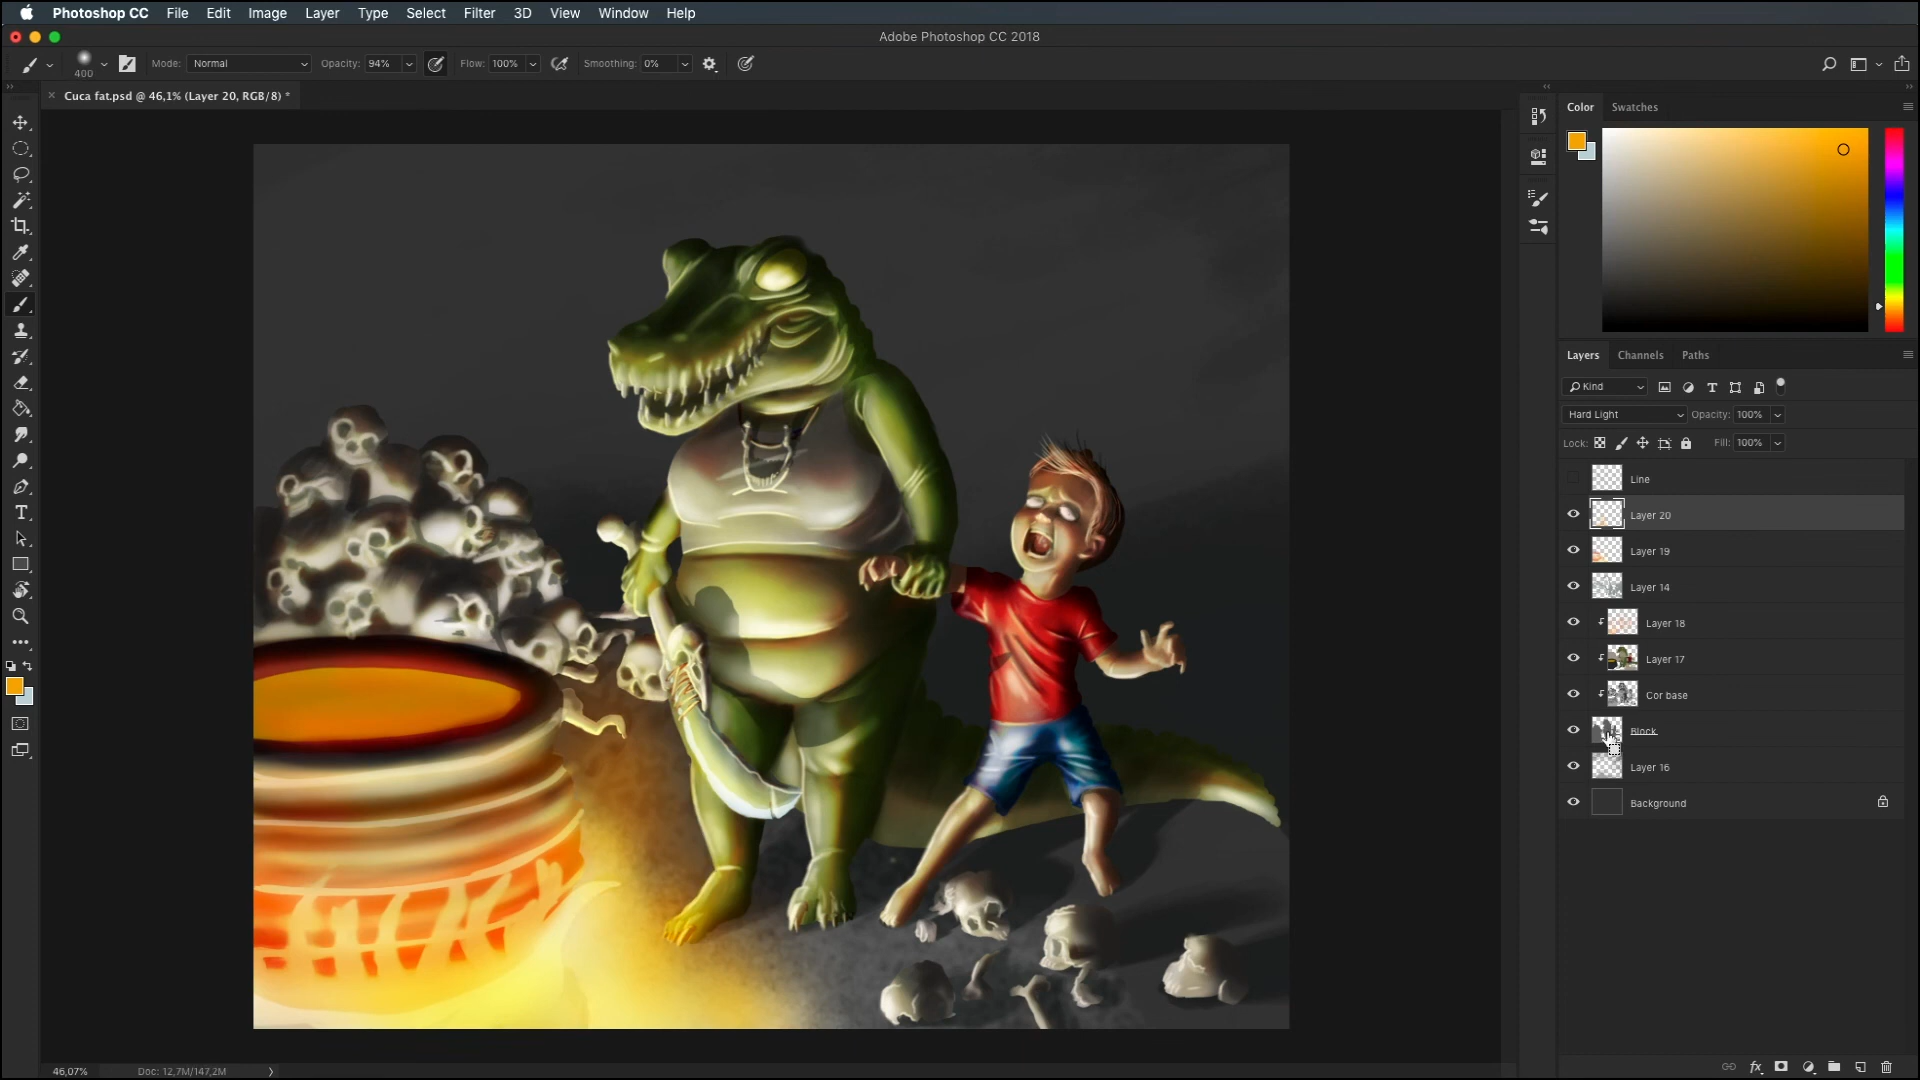 Photoshop CC File Edit Image Layer Type Select Filter 3D View Window Help
Adobe Photoshop CC 2018
400 Mode: Normal Opacity: 94% Flow: 100% Smoothing: 0%
× Cuca fat.psd @ 46,1% (Layer 20, RGB/8) *
Color Swatches
Layers Channels Paths
Kind
Hard Light Opacity: 100%
Lock: Fill: 100%
Line
Layer 20
Layer 19
Layer 14
Layer 18
Layer 17
Cor base
Block
Layer 16
Background
46,07% Doc: 12,7M/147,2M